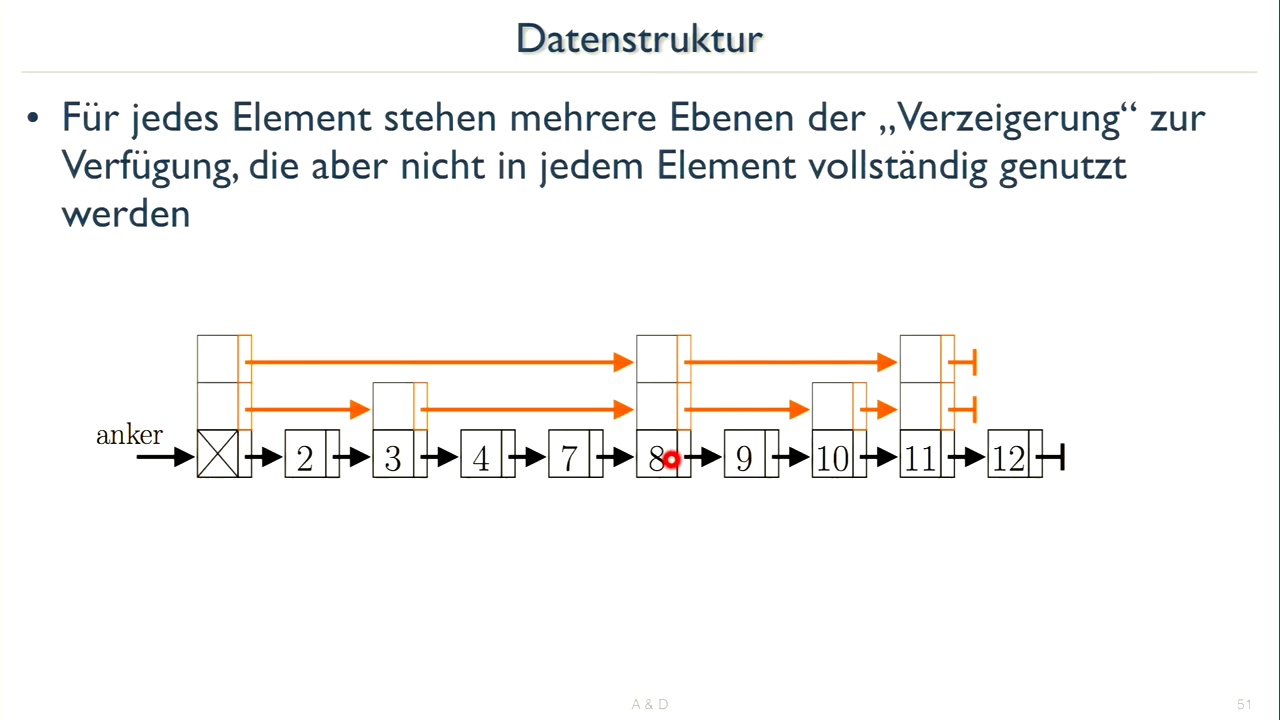 Datenstruktur
• Für jedes Element stehen mehrere Ebenen der „Verzeigerung“ zur
Verfügung, die aber nicht in jedem Element vollständig genutzt
werden
anker
2 3 4 7 8 9 10 11 12
A & D
51